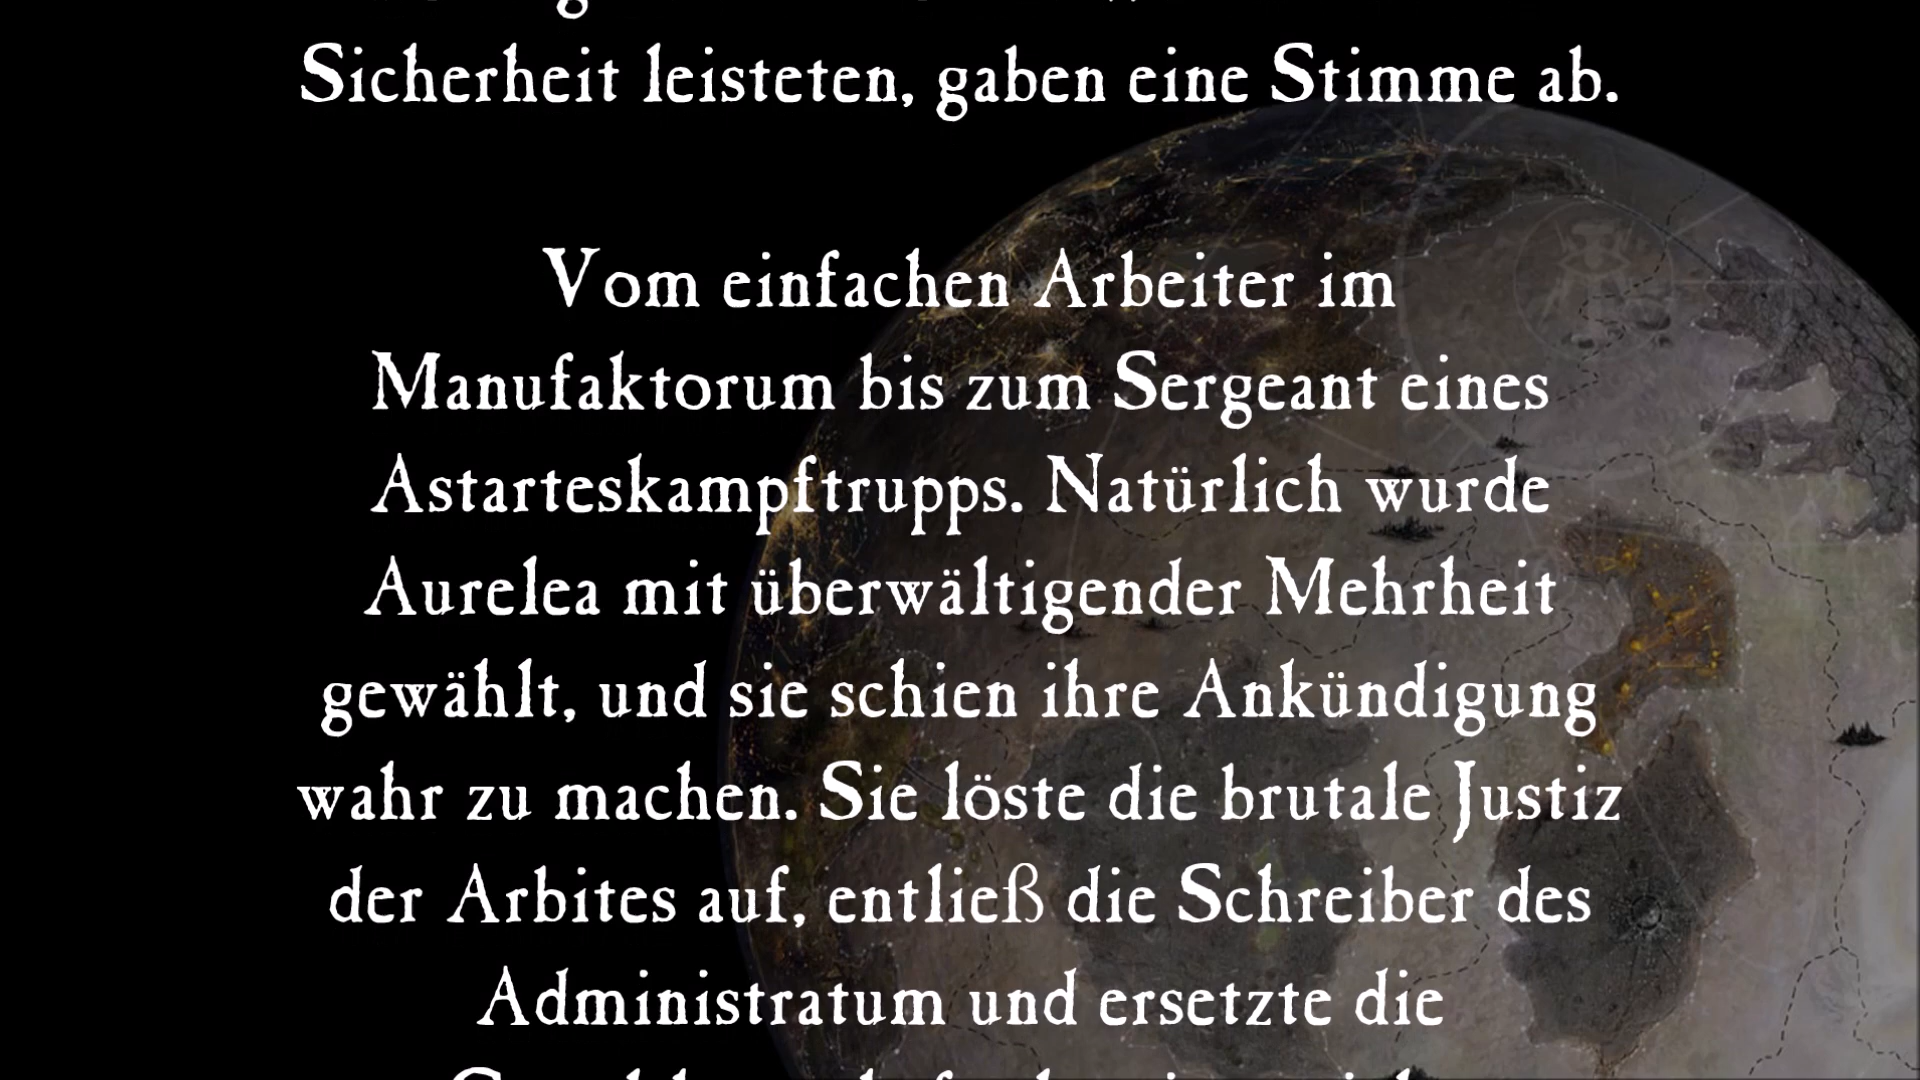 Sicherheit leisteten, gaben eine Stimme ab.
Vom einfachen Arbeiter im
Manufaktorum bis zum Sergeant eines
Astarteskampftrupps. Natürlich wurde
Aurelea mit überwältigender Mehrheit
gewählt, und sie schien ihre Ankündigung
wahr zu machen. Sie löste die brutale Justiz
der Arbites auf, entließ die Schreiber des
Administratum und ersetzte die